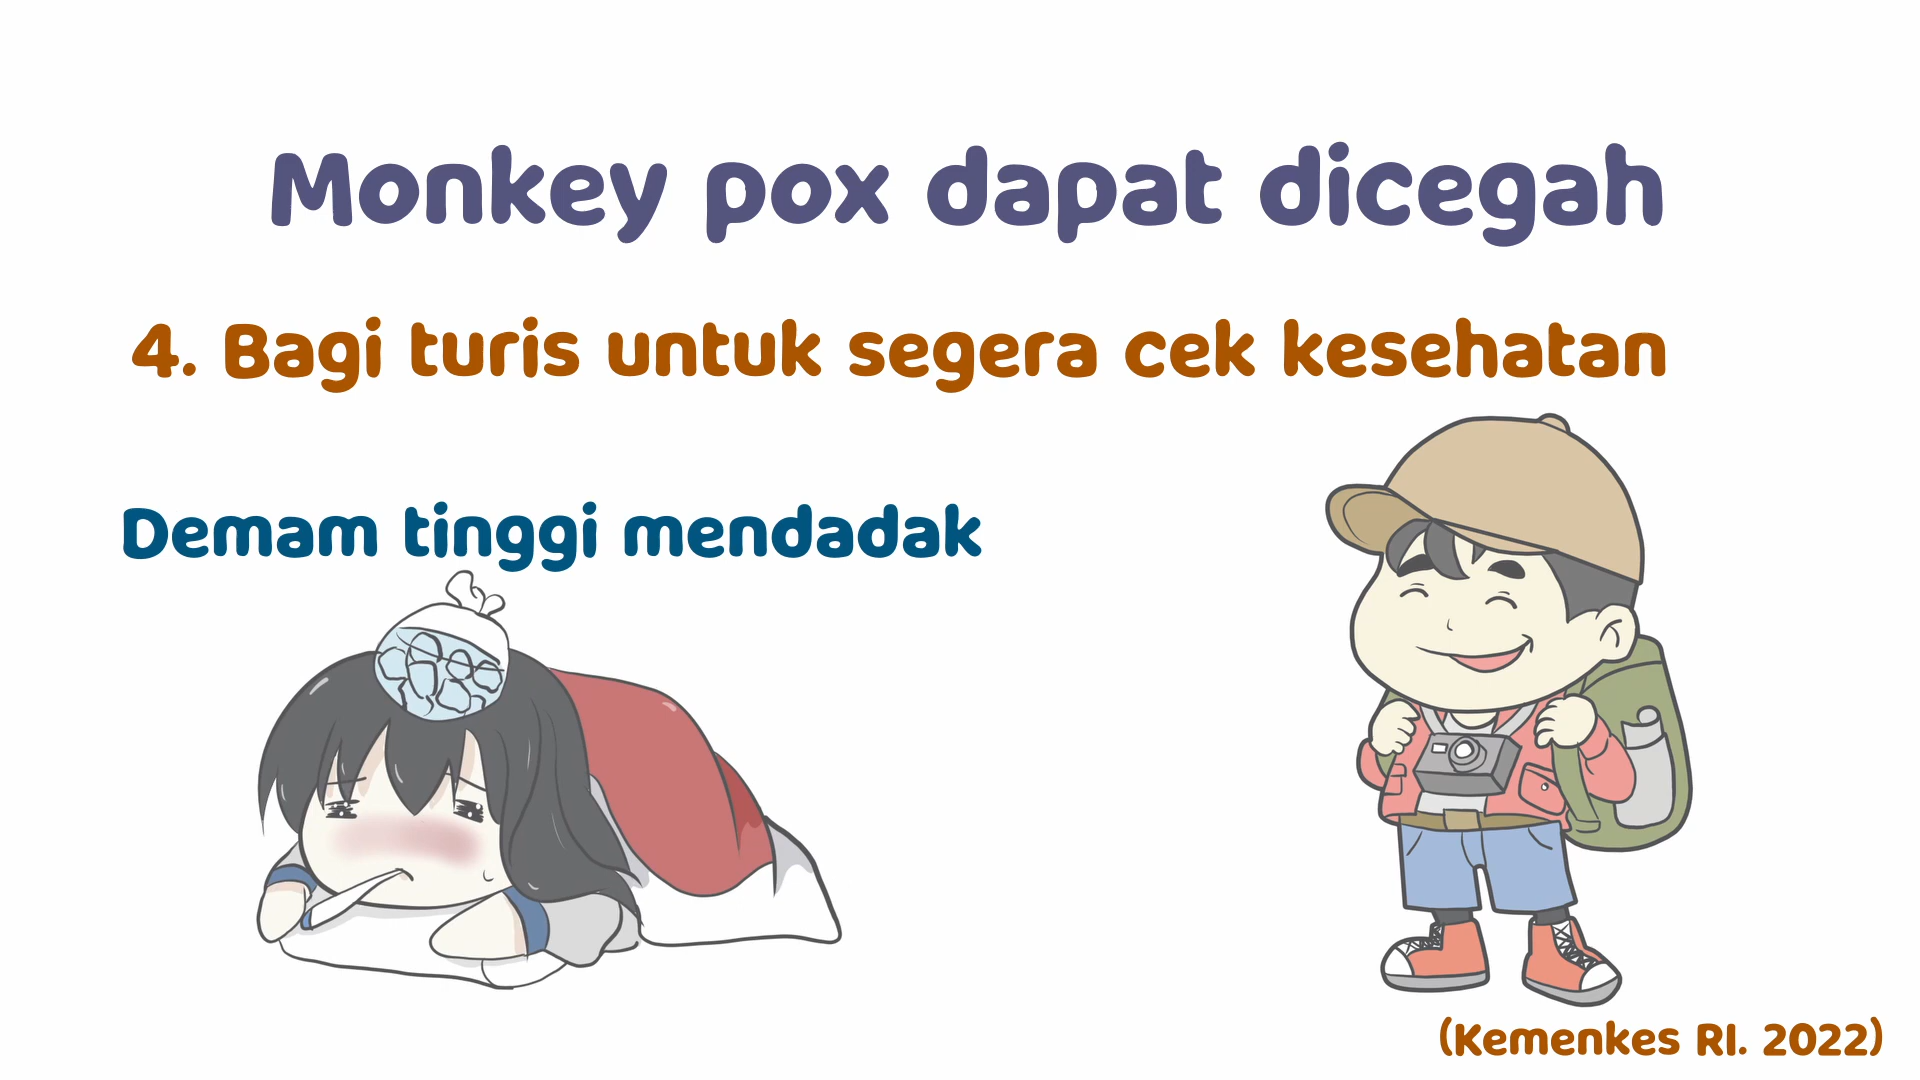 Monkey pox dapat dicegah
4. Bagi turis untuk segera cek kesehatan
Demam tinggi mendadak
(Kemenkes RI. 2022)